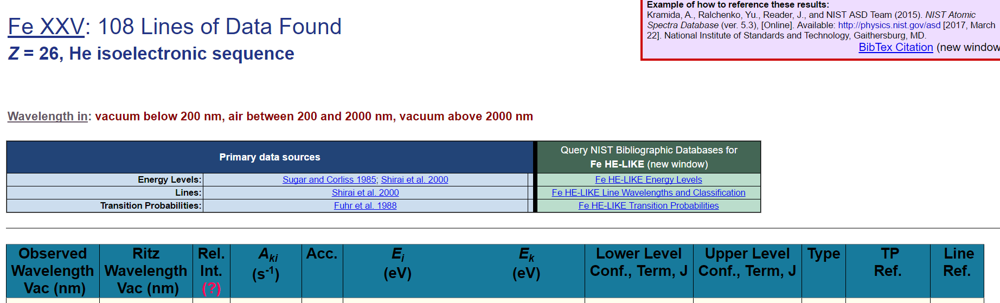 Example of how to reference these results:
Kramida, A., Ralchenko, Yu., Reader, J., and NIST ASD Team (2015). NIST Atomic
Spectra Database (ver. 5.3), [Online]. Available: http://physics.nist.gov/asd [2017, March
22]. National Institute of Standards and Technology, Gaithersburg, MD.
BibTex Citation (new window
Fe XXV: 108 Lines of Data Found
Z = 26, He isoelectronic sequence
Wavelength in: vacuum below 200 nm, air between 200 and 2000 nm, vacuum above 2000 nm
Primary data sources
Query NIST Bibliographic Databases for
Fe HE-LIKE (new window)
Energy Levels: Sugar and Corliss 1985; Shirai et al. 2000 Fe HE-LIKE Energy Levels
Lines: Shirai et al. 2000 Fe HE-LIKE Line Wavelengths and Classification
Transition Probabilities: Fuhr et al. 1988 Fe HE-LIKE Transition Probabilities
Observed Ritz Rel. Aki Acc. Ei Ek Lower Level Upper Level Type TP Line
Wavelength Wavelength Int. (s-1) (eV) (eV) Conf., Term, J Conf., Term, J Ref. Ref.
Vac (nm) Vac (nm) (?)